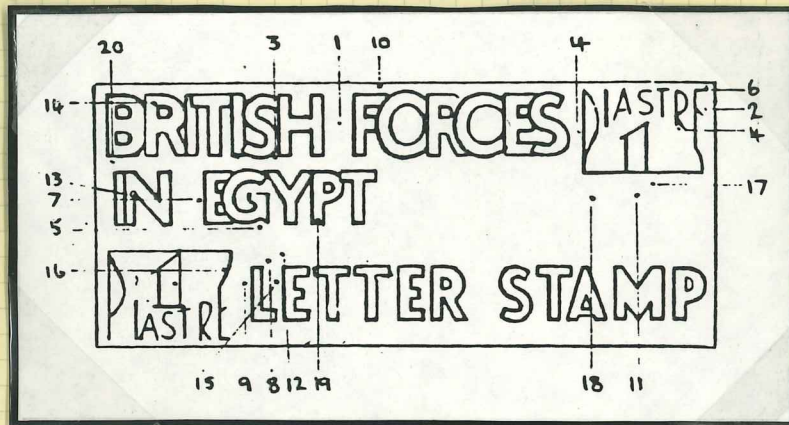 20 3 1 10 4
14 BRITISH FORCES PIASTRE 6
1 2
4
13 IN EGYPT 17
7
5
16 1 LETTER STAMP
PIASTRE
15 9 8 12 19 18 11